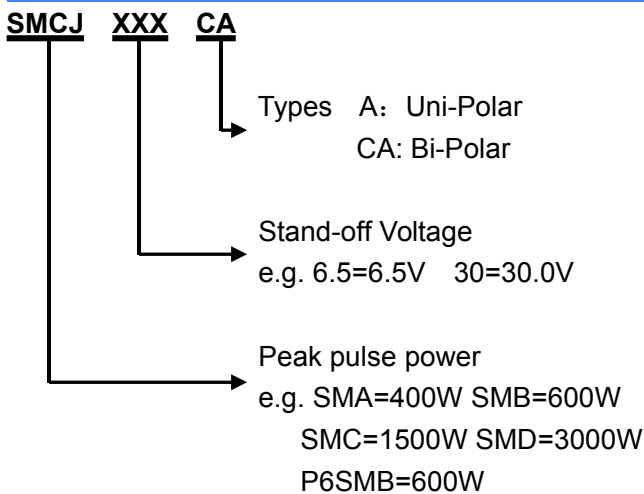 SMCJ XXX CA
Types A：Uni-Polar
CA: Bi-Polar
Stand-off Voltage
e.g. 6.5=6.5V 30=30.0V
Peak pulse power
e.g. SMA=400W SMB=600W
SMC=1500W SMD=3000W
P6SMB=600W